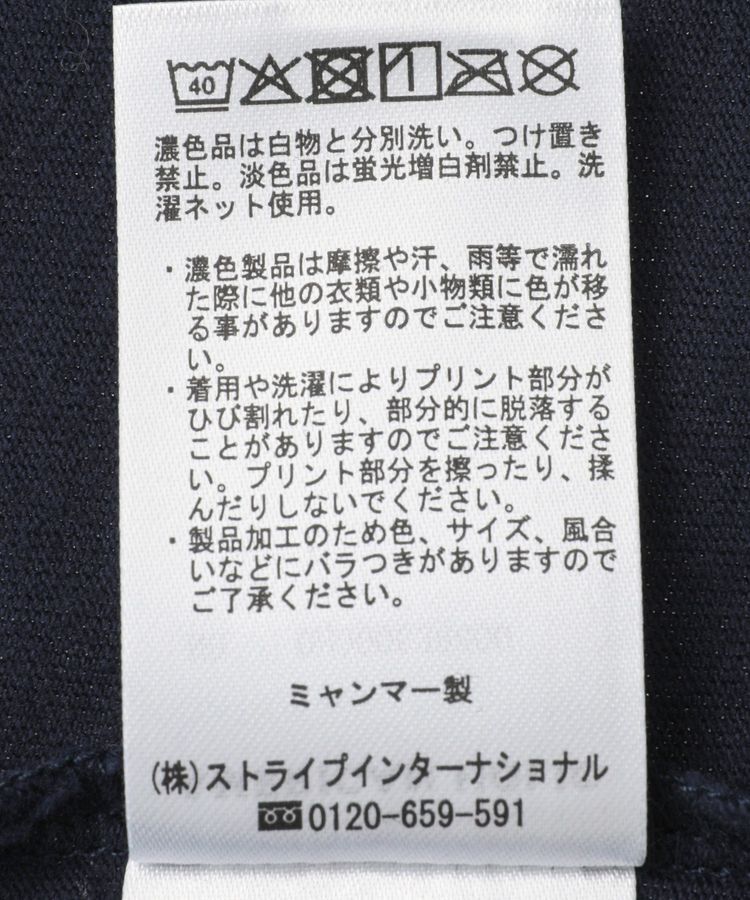 40
濃色品は白物と分別洗い。つけ置き
禁止。淡色品は蛍光増白剤禁止。洗
濯ネット使用。
・濃色製品は摩擦や汗、雨等で濡れ
た際に他の衣類や小物類に色が移
る事がありますのでご注意くださ
い。
・着用や洗濯によりプリント部分が
ひび割れたり、部分的に脱落する
ことがありますのでご注意くださ
い。プリント部分を擦ったり、揉
んだりしないでください。
・製品加工のため色、サイズ、風合
いなどにバラつきがありますので
ご了承ください。
ミャンマー製
(株)ストライプインターナショナル
0120-659-591